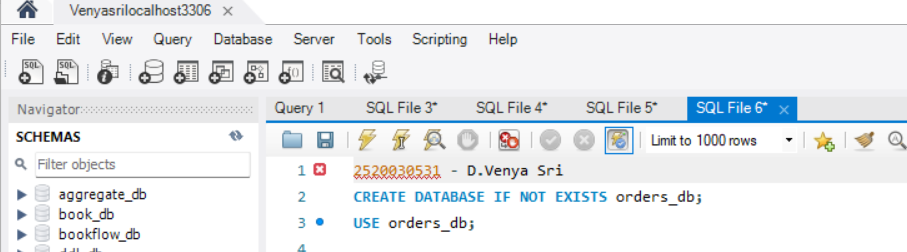 Venyasrilocalhost3306
File Edit View Query Database Server Tools Scripting Help
Navigator
Query 1 SQL File 3* SQL File 4* SQL File 5* SQL File 6*
SCHEMAS
Limit to 1000 rows
Filter objects
aggregate_db
book_db
bookflow_db
1 2520030531 - D.Venya Sri
2 CREATE DATABASE IF NOT EXISTS orders_db;
3 USE orders_db;
4